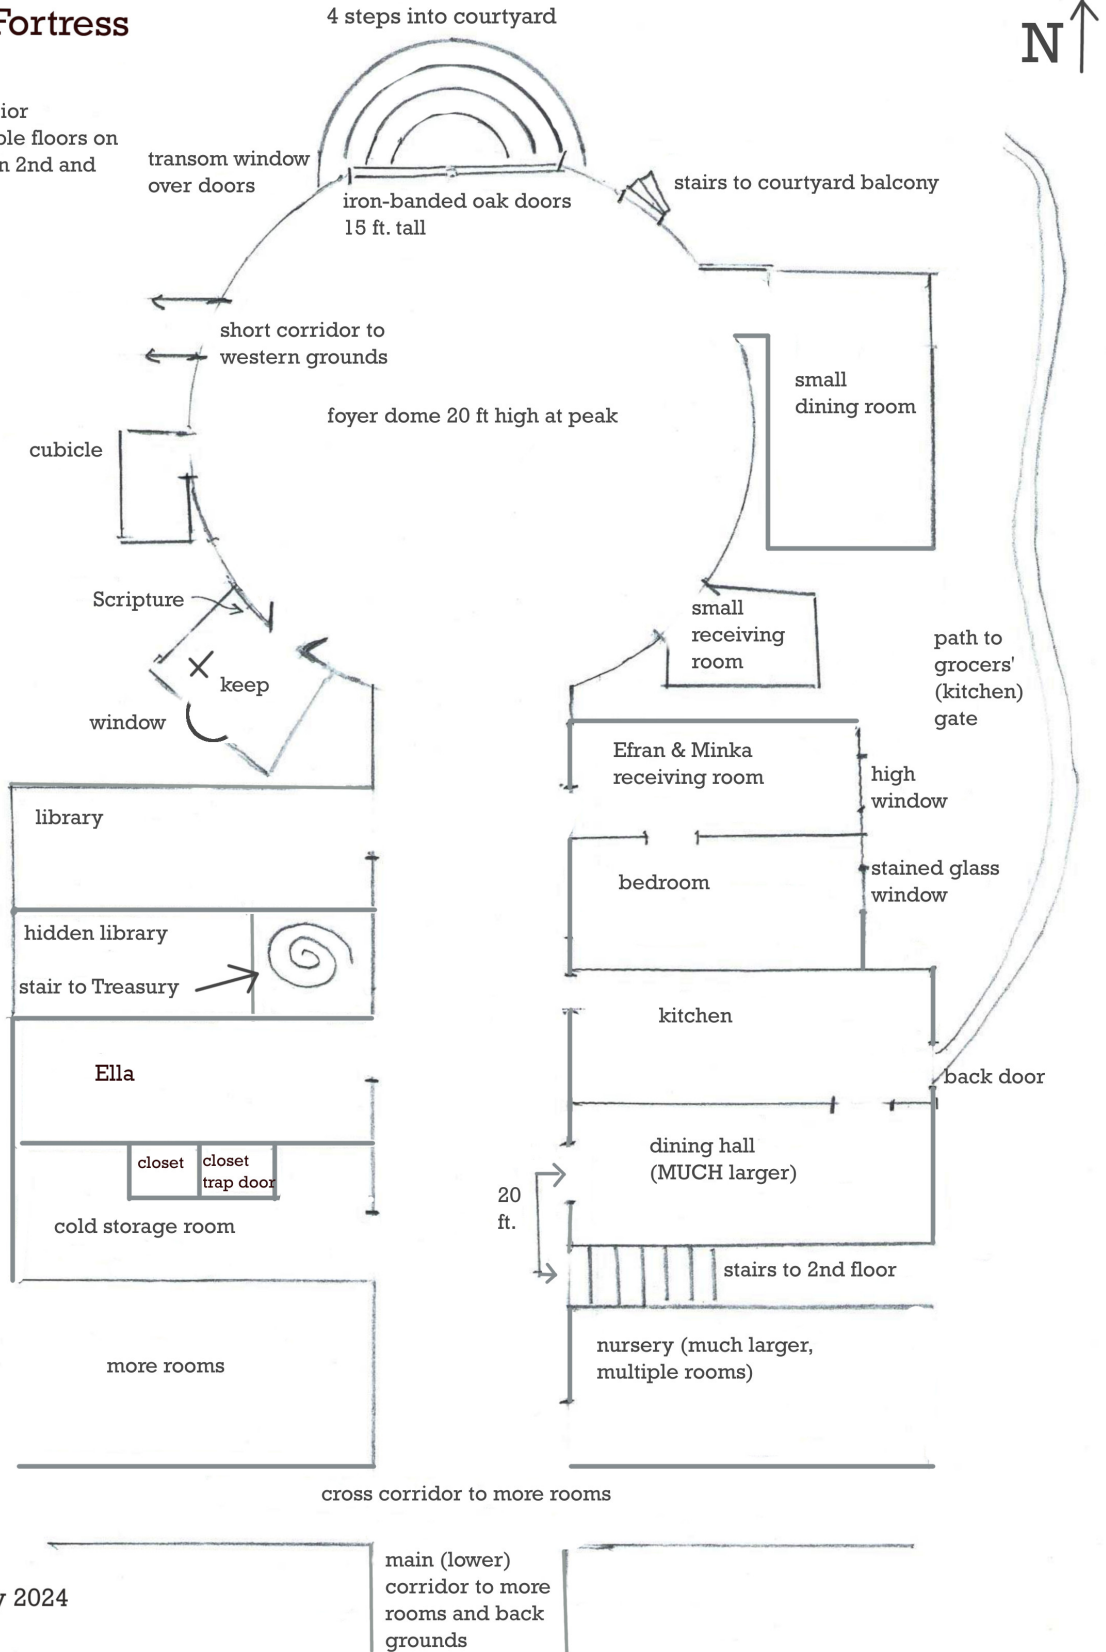 Fortress
4 steps into courtyard
N
ior
ple floors on
n 2nd and
transom window
over doors
iron-banded oak doors
15 ft. tall
stairs to courtyard balcony
short corridor to
western grounds
foyer dome 20 ft high at peak
small
dining room
cubicle
Scripture
keep
window
small
receiving
room
path to
grocers'
(kitchen)
gate
Efran & Minka
receiving room
high
window
library
bedroom
stained glass
window
hidden library
stair to Treasury
kitchen
Ella
back door
closet
closet
trap door
dining hall
(MUCH larger)
20
ft.
cold storage room
stairs to 2nd floor
more rooms
nursery (much larger,
multiple rooms)
cross corridor to more rooms
main (lower)
corridor to more
rooms and back
grounds
y 2024